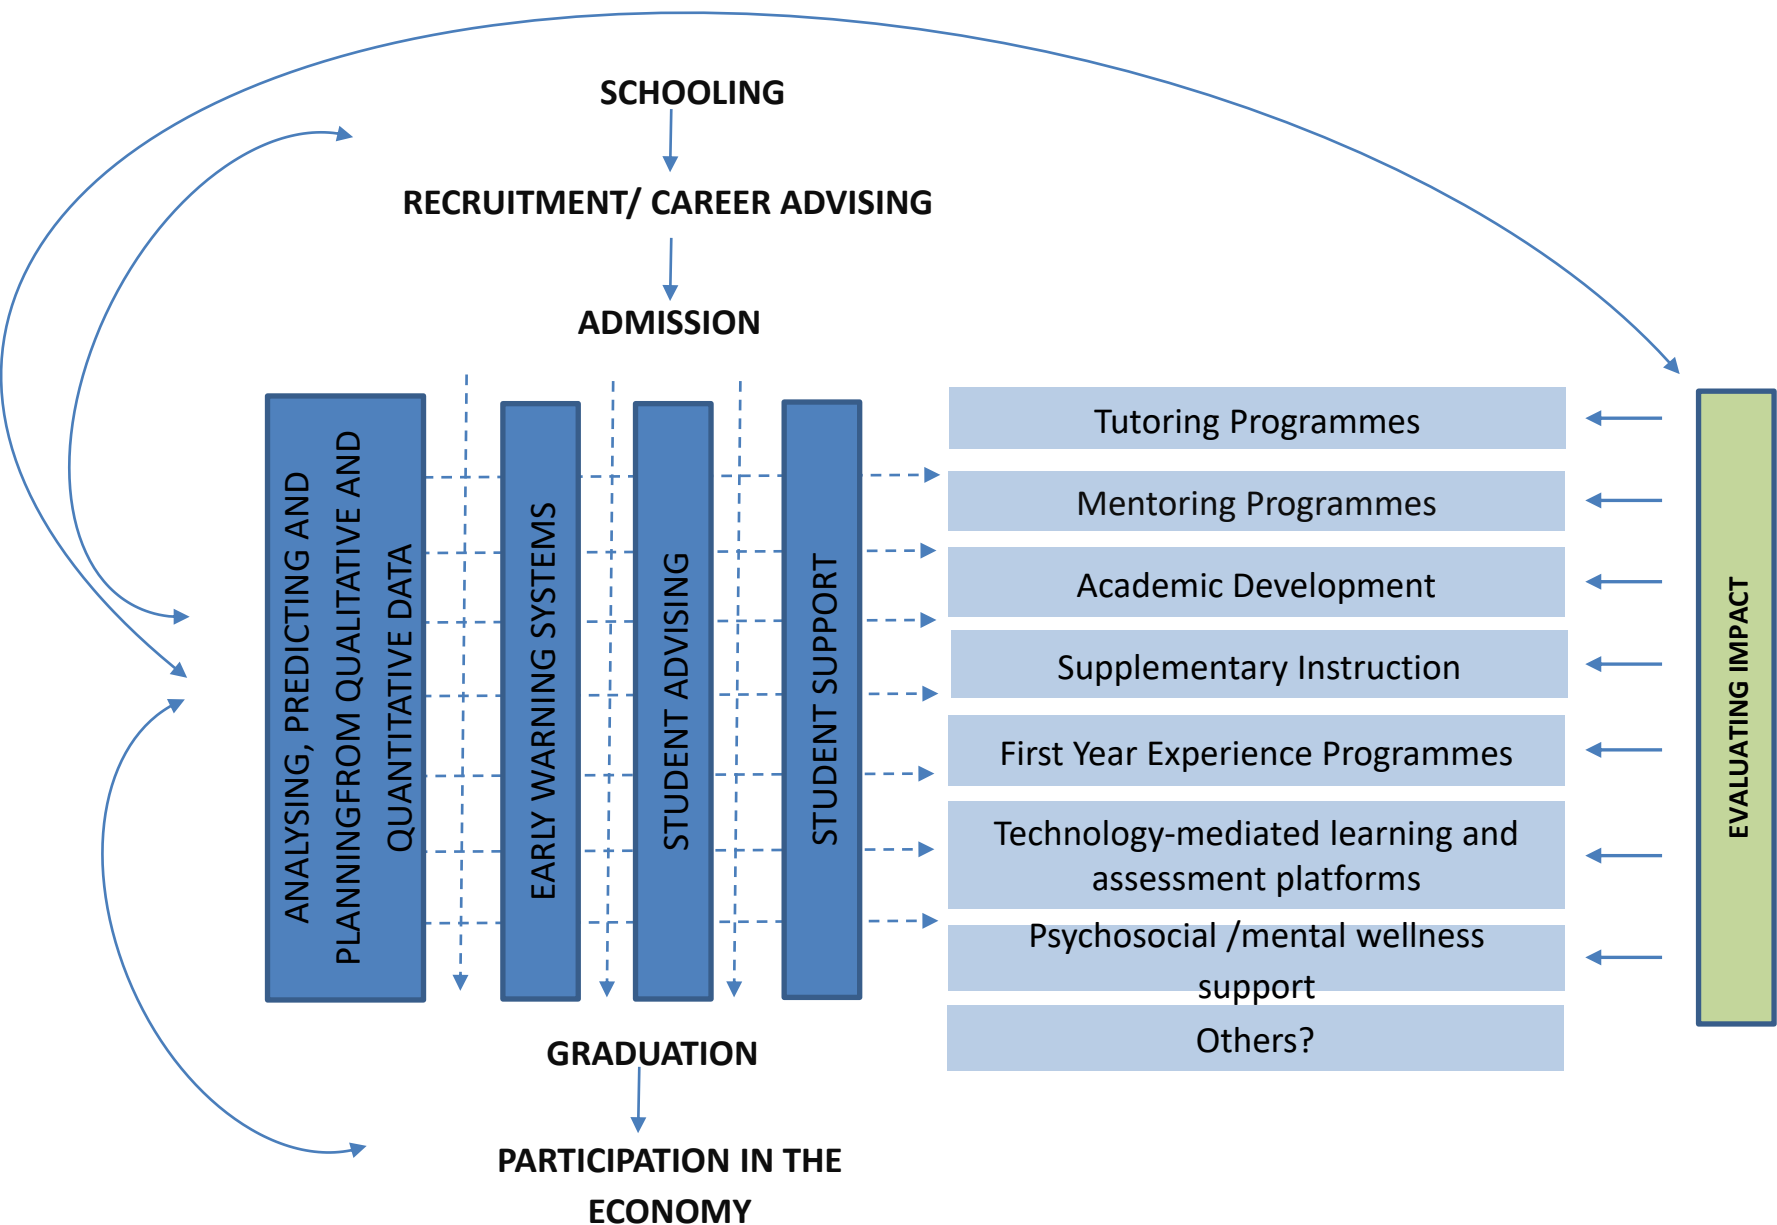 SCHOOLING
RECRUITMENT/ CAREER ADVISING
ADMISSION
ANALYSING, PREDICTING AND
PLANNINGFROM QUALITATIVE AND
QUANTITATIVE DATA
EARLY WARNING SYSTEMS
STUDENT ADVISING
STUDENT SUPPORT
Tutoring Programmes
Mentoring Programmes
Academic Development
Supplementary Instruction
First Year Experience Programmes
Technology-mediated learning and
assessment platforms
Psychosocial /mental wellness
support
Others?
EVALUATING IMPACT
GRADUATION
PARTICIPATION IN THE
ECONOMY